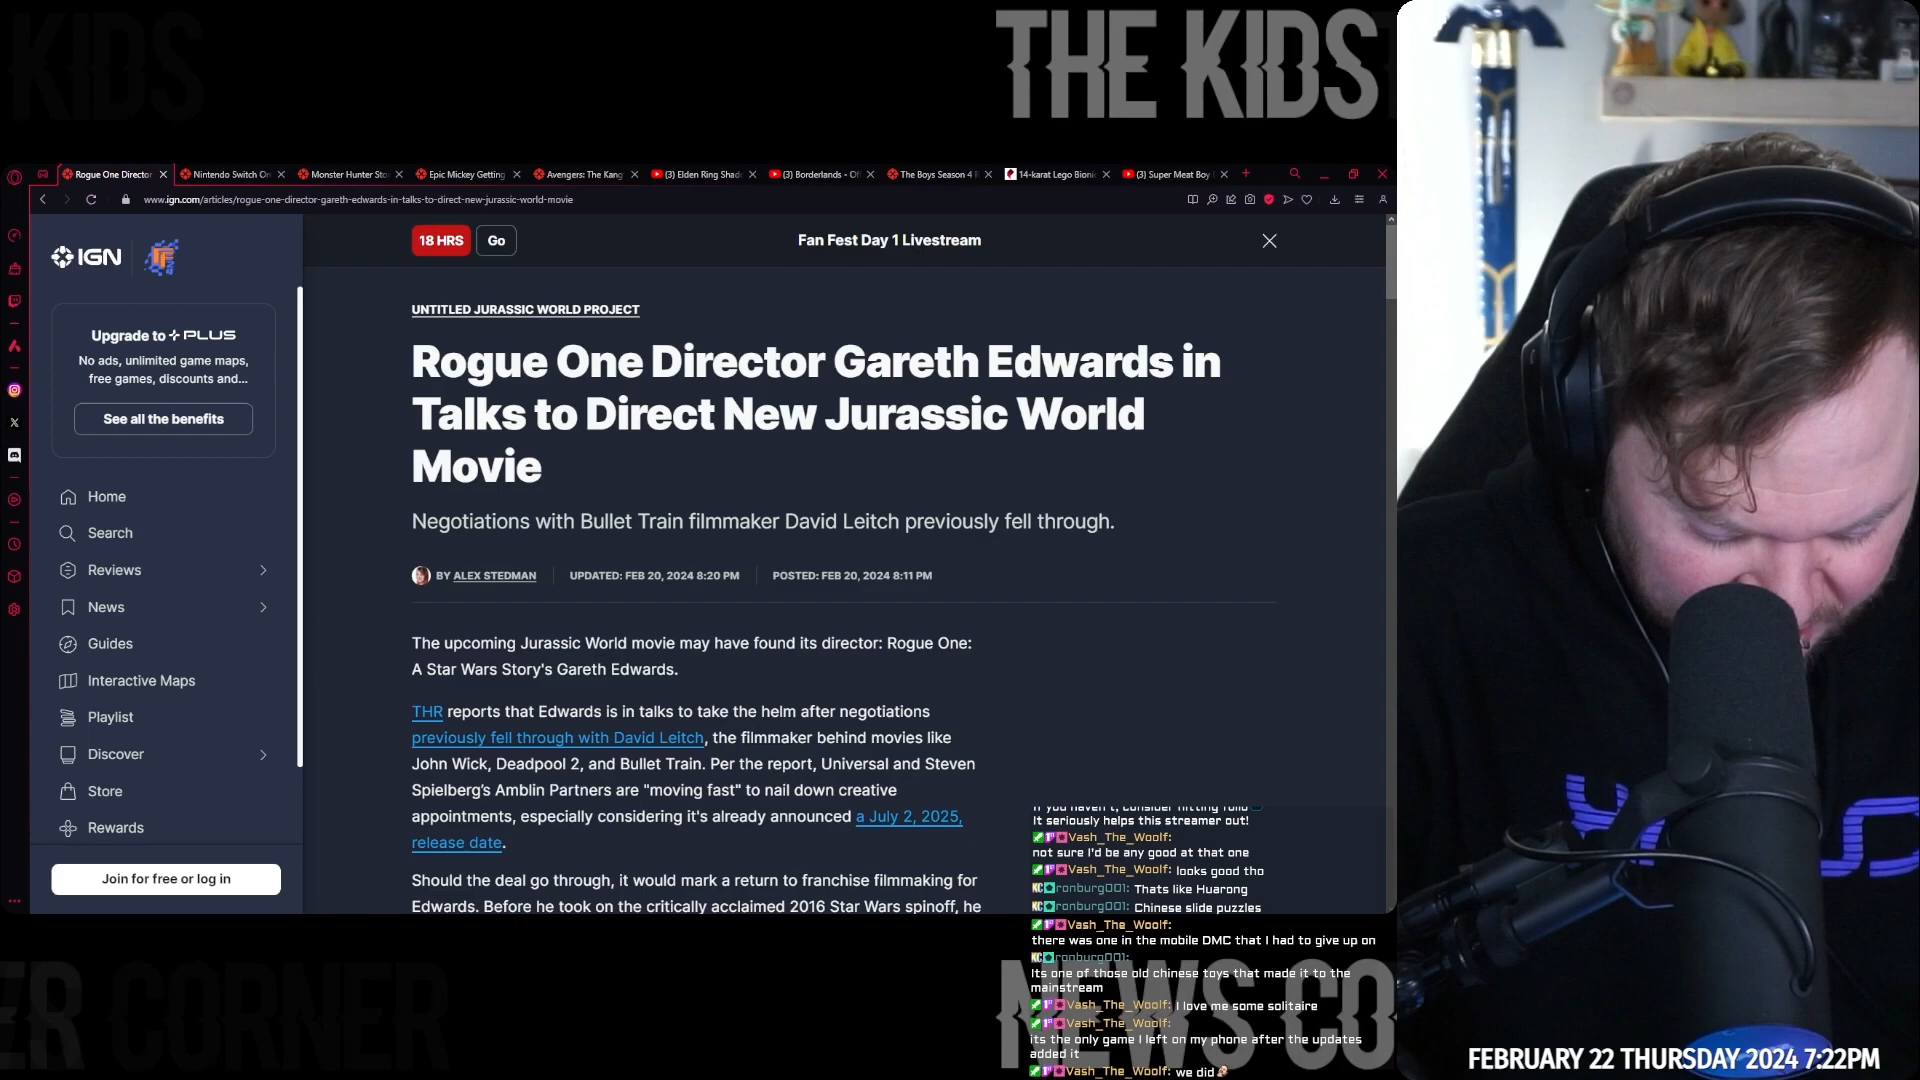 KIDS
THE KIDS
Rogue One Director
Nintendo Switch On
Monster Hunter Sto
Epic Mickey Getting
Avengers: The Kang
(3) Elden Ring Shad
(3) Borderlands - Of
The Boys Season 4
14-karat Lego Bioni
(3) Super Meat Boy
www.ign.com/articles/rogue-one-director-gareth-edwards-in-talks-to-direct-new-jurassic-world-movie
IGN
18 HRS
Go
Fan Fest Day 1 Livestream
Upgrade to PLUS
No ads, unlimited game maps,
free games, discounts and...
See all the benefits
Home
Search
Reviews
News
Guides
Interactive Maps
Playlist
Discover
Store
Rewards
Join for free or log in
UNTITLED JURASSIC WORLD PROJECT
Rogue One Director Gareth Edwards in
Talks to Direct New Jurassic World
Movie
Negotiations with Bullet Train filmmaker David Leitch previously fell through.
BY ALEX STEDMAN
UPDATED: FEB 20, 2024 8:20 PM
POSTED: FEB 20, 2024 8:11 PM
The upcoming Jurassic World movie may have found its director: Rogue One:
A Star Wars Story's Gareth Edwards.
THR reports that Edwards is in talks to take the helm after negotiations
previously fell through with David Leitch, the filmmaker behind movies like
John Wick, Deadpool 2, and Bullet Train. Per the report, Universal and Steven
Spielberg's Amblin Partners are "moving fast" to nail down creative
appointments, especially considering it's already announced a July 2, 2025,
release date.
Should the deal go through, it would mark a return to franchise filmmaking for
Edwards. Before he took on the critically acclaimed 2016 Star Wars spinoff, he
If you haven't, consider hitting follo
It seriously helps this streamer out!
Vash_The_Woolf:
not sure I'd be any good at that one
Vash_The_Woolf: looks good tho
ronburg001: Thats like Huarong
ronburg001: Chinese slide puzzles
Vash_The_Woolf:
there was one in the mobile DMC that I had to give up on
ronburg001:
Its one of those old chinese toys that made it to the
mainstream
Vash_The_Woolf: I love me some solitaire
Vash_The_Woolf:
its the only game I left on my phone after the updates
added it
Vash_The_Woolf: we did
ER CORNER
NEWS CO
FEBRUARY 22 THURSDAY 2024 7:22PM